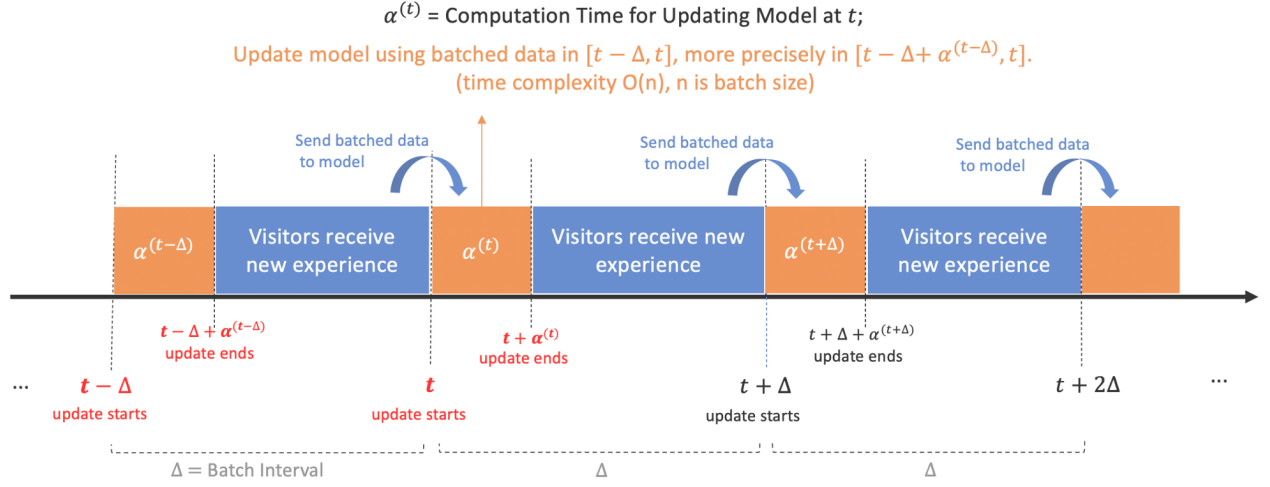 α^(t) = Computation Time for Updating Model at t;
Update model using batched data in [t − Δ, t], more precisely in [t − Δ+ α^(t−Δ), t].
(time complexity O(n), n is batch size)
Send batched data
to model
Send batched data
to model
Send batched data
to model
α^(t−Δ)
Visitors receive
new experience
α^(t)
Visitors receive new
experience
α^(t+Δ)
Visitors receive
new experience
t − Δ + α^(t−Δ)
update ends
t + α^(t)
update ends
t + Δ + α^(t+Δ)
update ends
...
t − Δ
update starts
t
update starts
t + Δ
update starts
t + 2Δ
...
Δ = Batch Interval
Δ
Δ